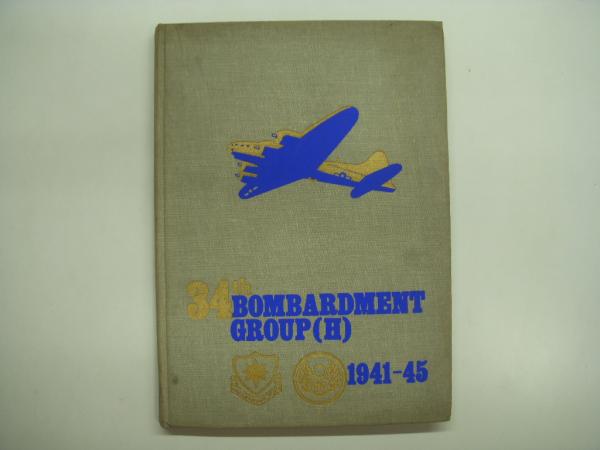 34th BOMBARDMENT
GROUP (H)
1941-45